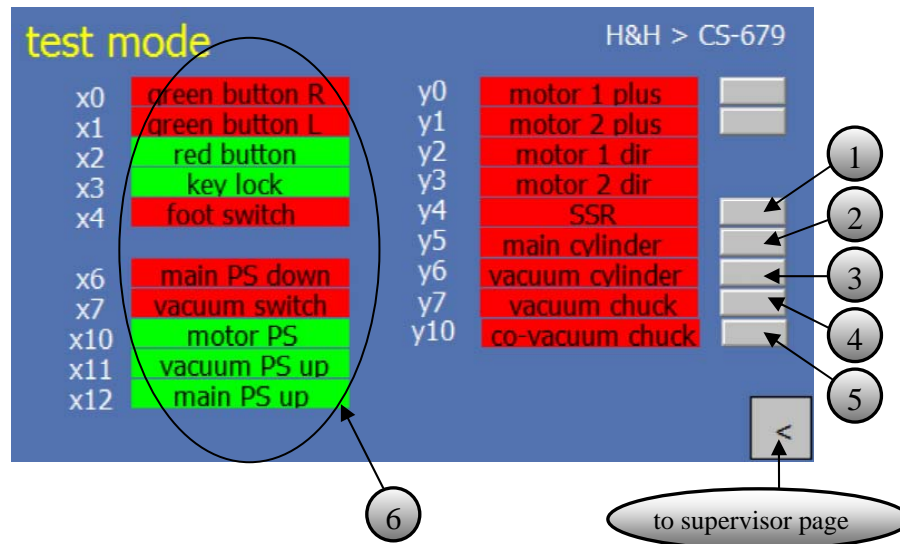 test mode
H&H > CS-679
x0 green button R
x1 green button L
x2 red button
x3 key lock
x4 foot switch
x6 main PS down
x7 vacuum switch
x10 motor PS
x11 vacuum PS up
x12 main PS up
y0 motor 1 plus
y1 motor 2 plus
y2 motor 1 dir
y3 motor 2 dir
y4 SSR
y5 main cylinder
y6 vacuum cylinder
y7 vacuum chuck
y10 co-vacuum chuck
1
2
3
4
5
<
6
to supervisor page